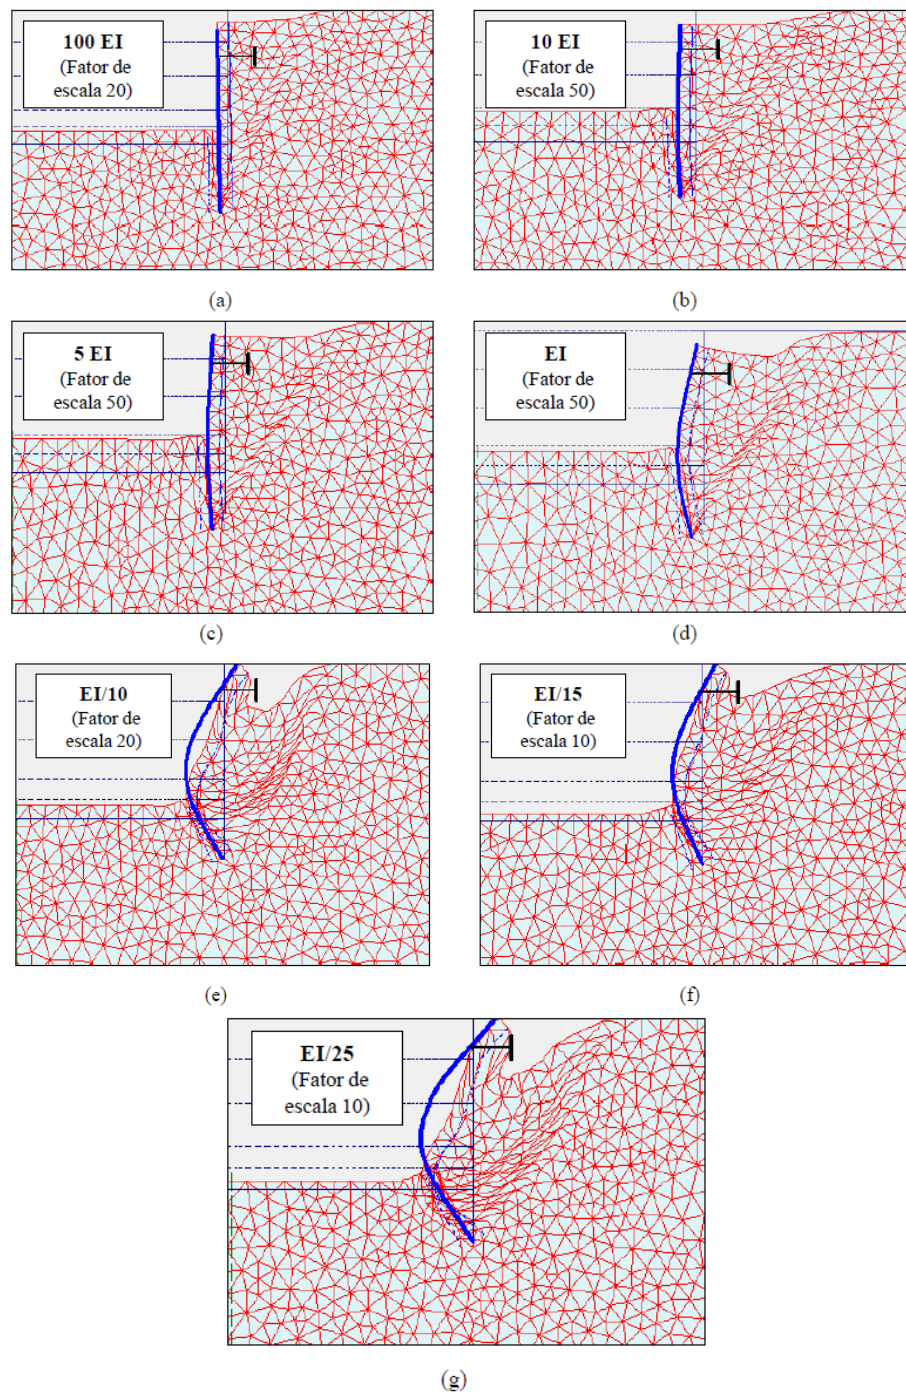 100 EI
(Fator de
escala 20)
(a)
10 EI
(Fator de
escala 50)
(b)
5 EI
(Fator de
escala 50)
(c)
EI
(Fator de
escala 50)
(d)
EI/10
(Fator de
escala 20)
(e)
EI/15
(Fator de
escala 10)
(f)
EI/25
(Fator de
escala 10)
(g)